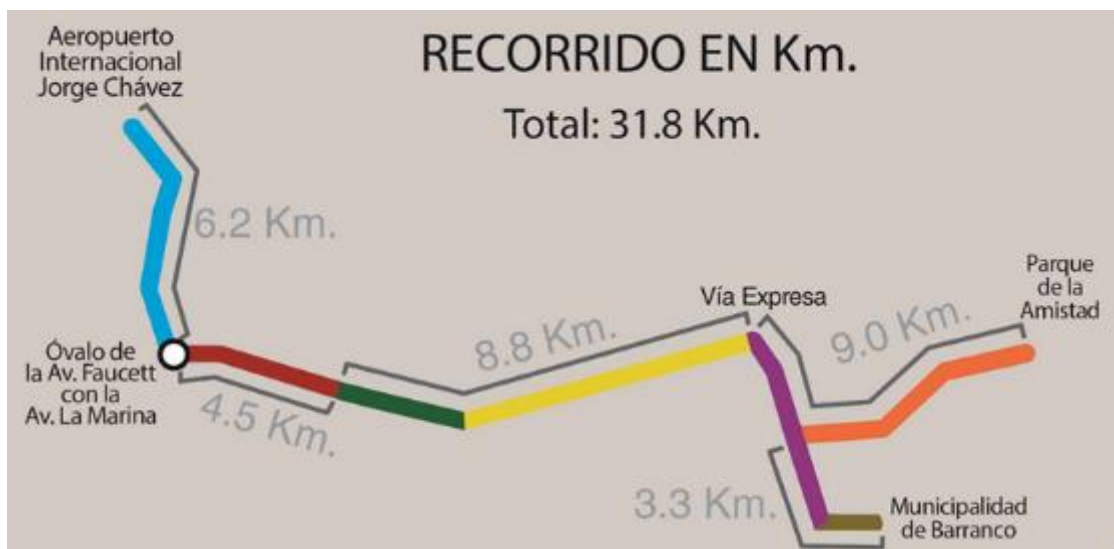 Aeropuerto
Internacional
Jorge Chávez
RECORRIDO EN Km.
Total: 31.8 Km.
6.2 Km.
Óvalo de
la Av. Faucett
con la
Av. La Marina
4.5 Km.
8.8 Km.
Vía Expresa
9.0 Km.
Parque
de la
Amistad
3.3 Km.
Municipalidad
de Barranco